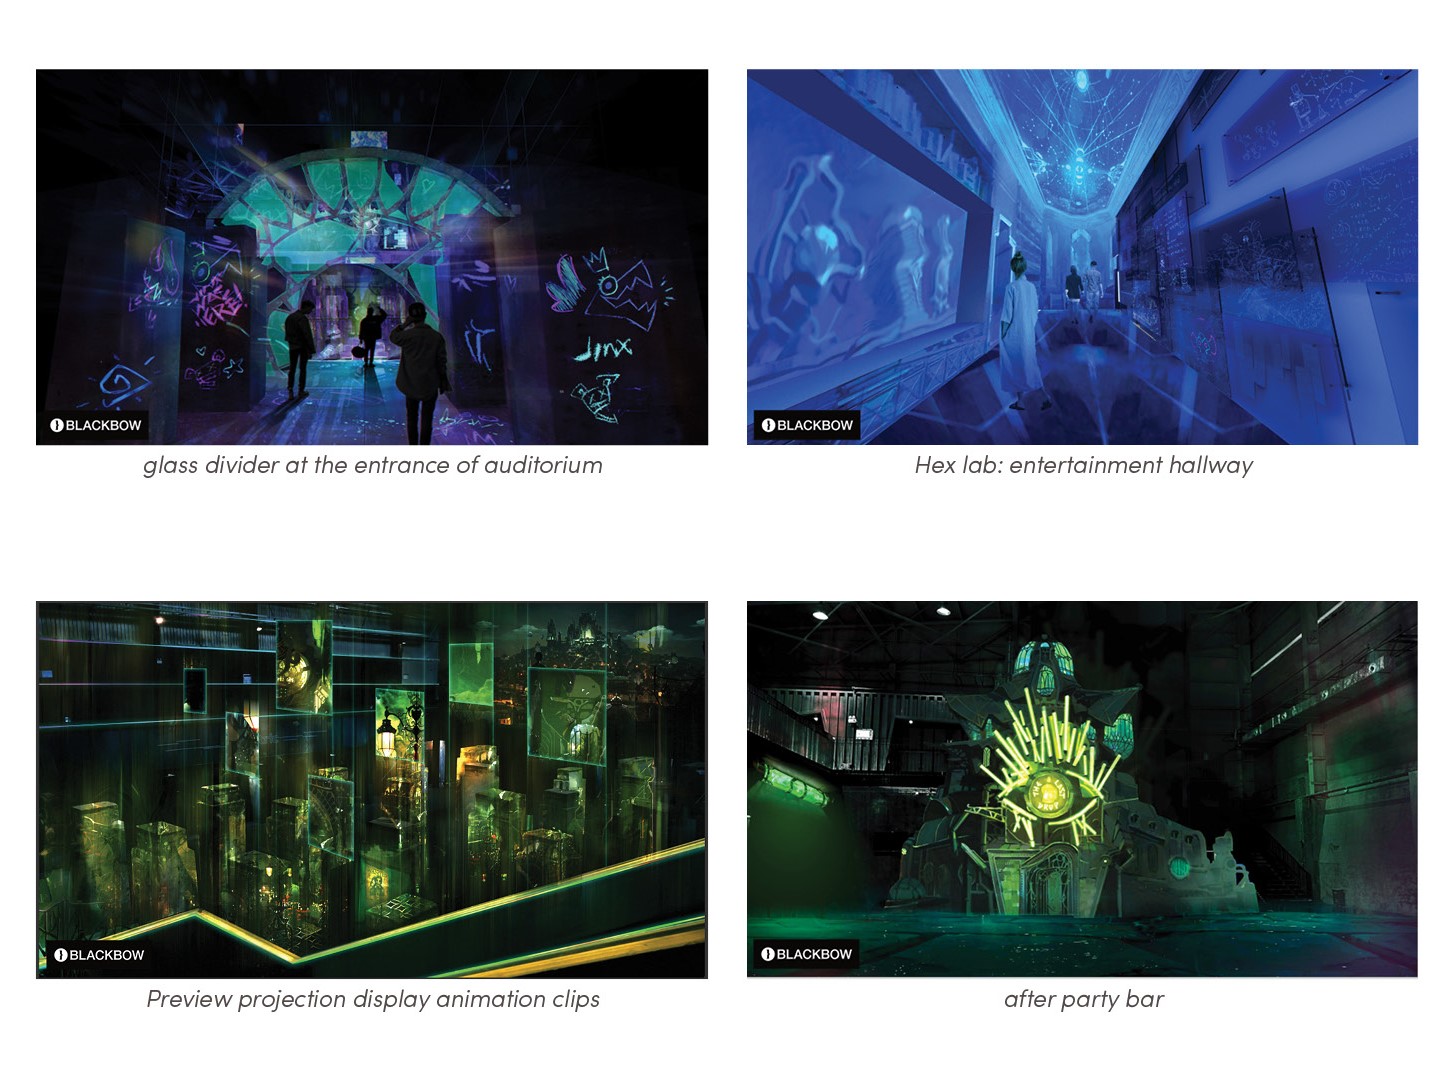 Jinx
BLACKBOW
glass divider at the entrance of auditorium
BLACKBOW
Hex lab: entertainment hallway
BLACKBOW
Preview projection display animation clips
BLACKBOW
after party bar